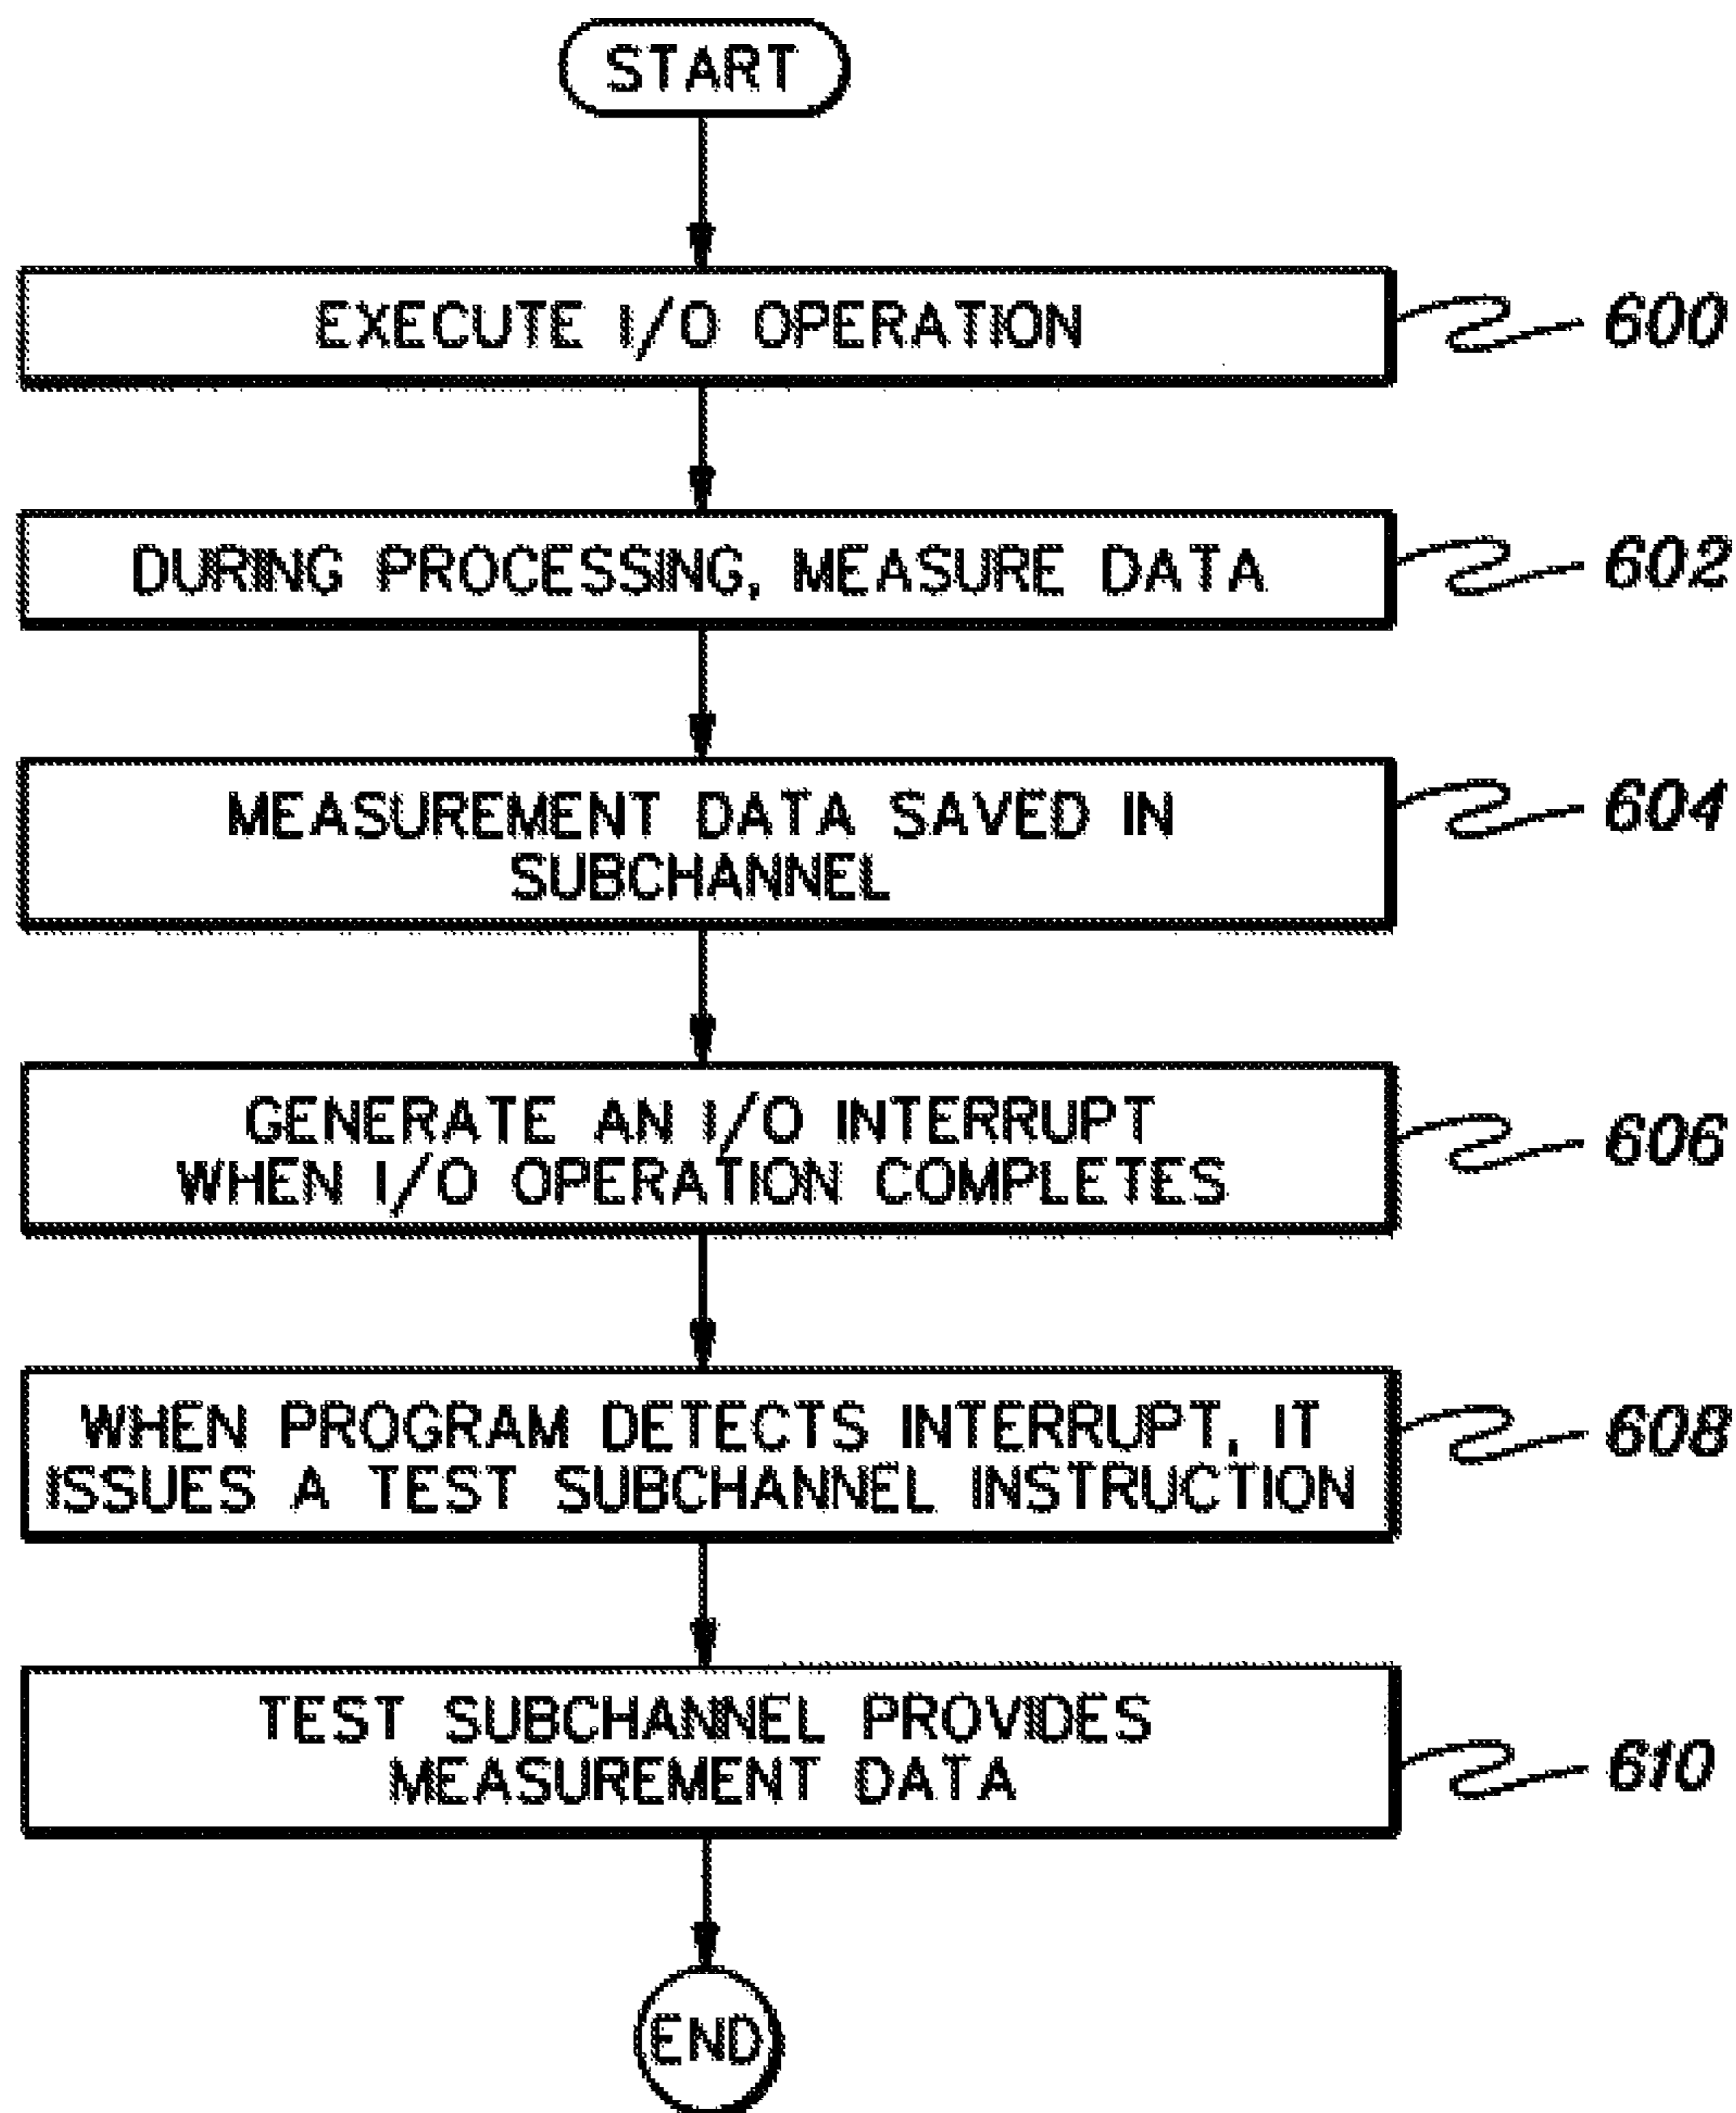 START
EXECUTE I/O OPERATION
600
DURING PROCESSING, MEASURE DATA
602
MEASUREMENT DATA SAVED IN
SUBCHANNEL
604
GENERATE AN I/O INTERRUPT
WHEN I/O OPERATION COMPLETES
606
WHEN PROGRAM DETECTS INTERRUPT, IT
ISSUES A TEST SUBCHANNEL INSTRUCTION
608
TEST SUBCHANNEL PROVIDES
MEASUREMENT DATA
610
END